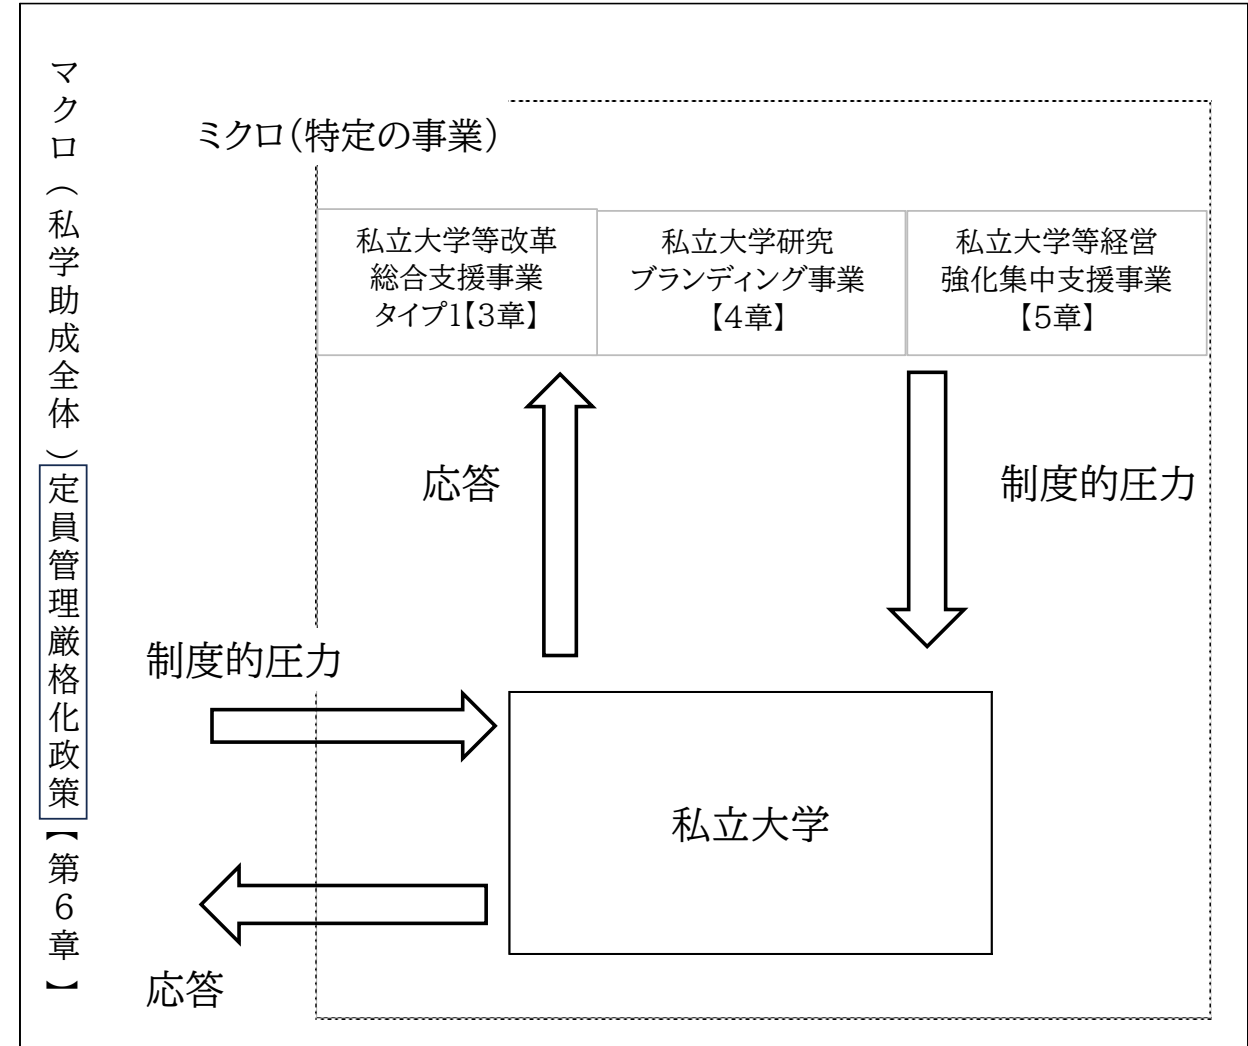 マクロ（私学助成全体）定員管理厳格化政策【第６章】
ミクロ（特定の事業）
私立大学等改革
総合支援事業
タイプ1【3章】
私立大学研究
ブランディング事業
【4章】
私立大学等経営
強化集中支援事業
【5章】
応答
制度的圧力
制度的圧力
私立大学
応答